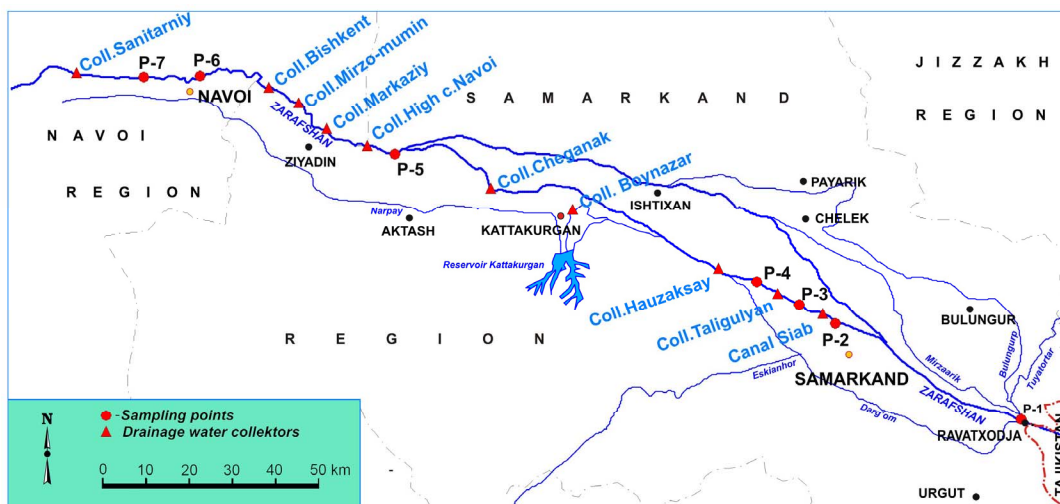 Coll.Sanitarniy
P-7
P-6
NAVOI
Coll.Bishkent
Coll.Mirzo-mumin
Coll.Markaziy
Coll.High c.Navoi
ZARAFSHAN
ZIYADIN
P-5
Coll.Cheganak
Coll. Boynazar
S A M A R K A N D
J I Z Z A K H
R E G I O N
N A V O I
R E G I O N
PAYARIK
ISHTIXAN
CHELEK
Narpay
AKTASH
KATTAKURGAN
Reservoir Kattakurgan
Coll.Hauzaksay
P-4
Coll.Taligulyan
P-3
Canal Siab
P-2
BULUNGUR
Bulungurp
Tuyatortar
Mirzaarik
R E G I O N
Eskianhor
SAMARKAND
Darg'om
ZARAFSHAN
P-1
RAVATXODJA
URGUT
N
-Sampling points
Drainage water collektors
0 10 20 30 40 50 km